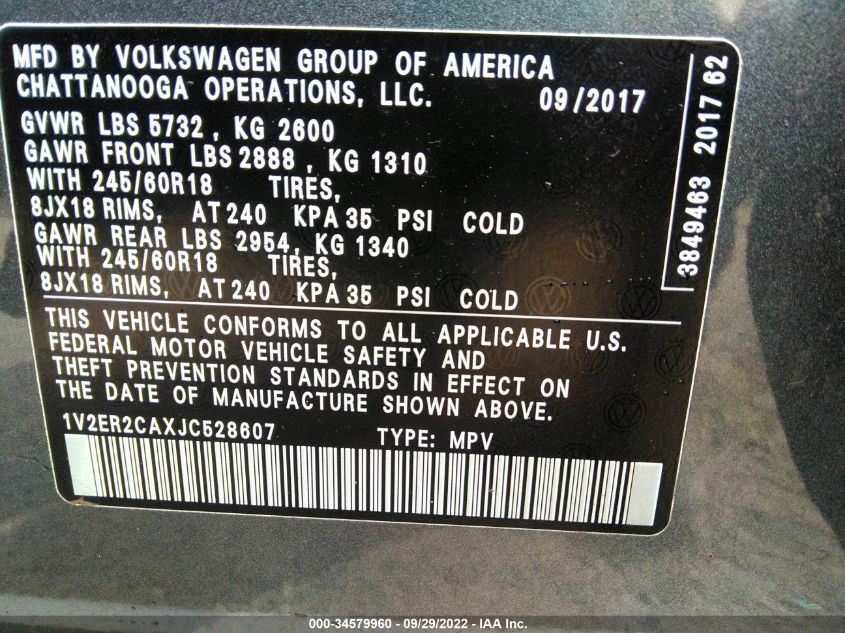 MFD BY VOLKSWAGEN GROUP OF AMERICA
CHATTANOOGA OPERATIONS, LLC. 09/2017
GVWR LBS 5732 , KG 2600
GAWR FRONT LBS 2888 , KG 1310
WITH 245/60R18 TIRES,
8JX18 RIMS, AT 240 KPA 35 PSI COLD
GAWR REAR LBS 2954, KG 1340
WITH 245/60R18 TIRES,
8JX18 RIMS, AT 240 KPA 35 PSI COLD
3849463 2017 62
THIS VEHICLE CONFORMS TO ALL APPLICABLE U.S.
FEDERAL MOTOR VEHICLE SAFETY AND
THEFT PREVENTION STANDARDS IN EFFECT ON
THE DATE OF MANUFACTURE SHOWN ABOVE.
1V2ER2CAXJC528607 TYPE: MPV
000-34579960 - 09/29/2022 - IAA Inc.